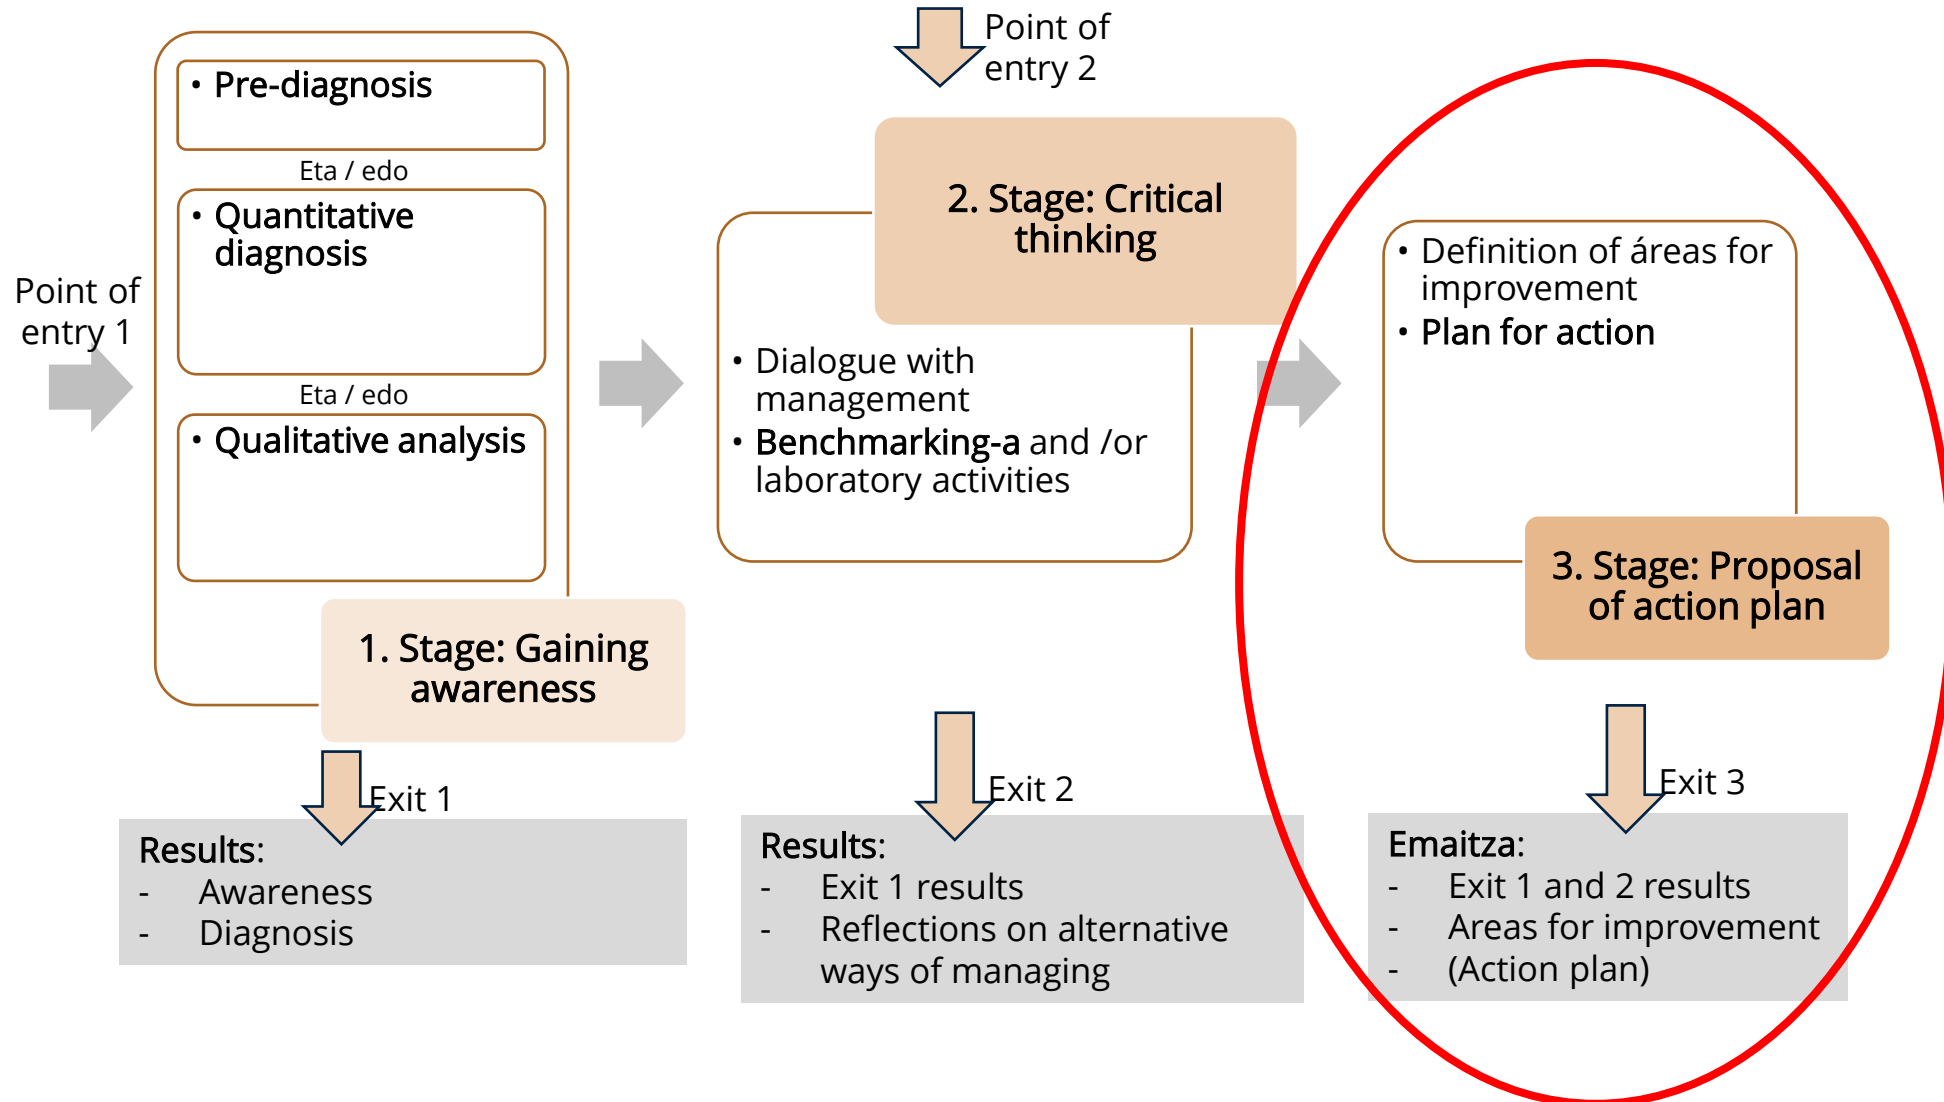 Point of
entry 1
• Pre-diagnosis
Eta / edo
• Quantitative
diagnosis
Eta / edo
• Qualitative analysis
1. Stage: Gaining
awareness
Exit 1
Results:
- Awareness
- Diagnosis
Point of
entry 2
2. Stage: Critical
thinking
• Dialogue with
management
• Benchmarking-a and /or
laboratory activities
Exit 2
Results:
- Exit 1 results
- Reflections on alternative
ways of managing
• Definition of áreas for
improvement
• Plan for action
3. Stage: Proposal
of action plan
Exit 3
Emaitza:
- Exit 1 and 2 results
- Areas for improvement
- (Action plan)